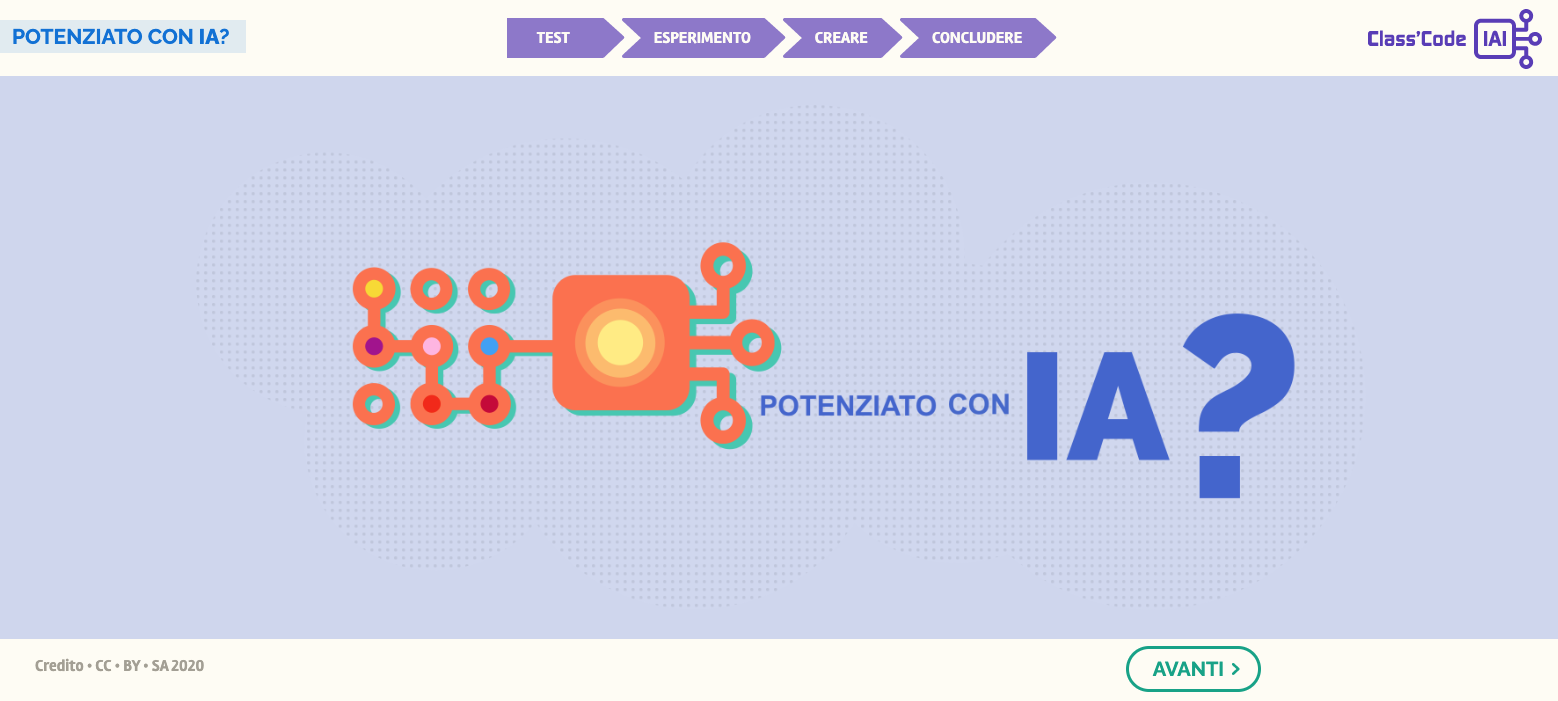 POTENZIATO CON IA?
TEST
ESPERIMENTO
CREARE
CONCLUDERE
Class'Code IAI
POTENZIATO CON IA?
Credito • CC • BY • SA 2020
AVANTI >